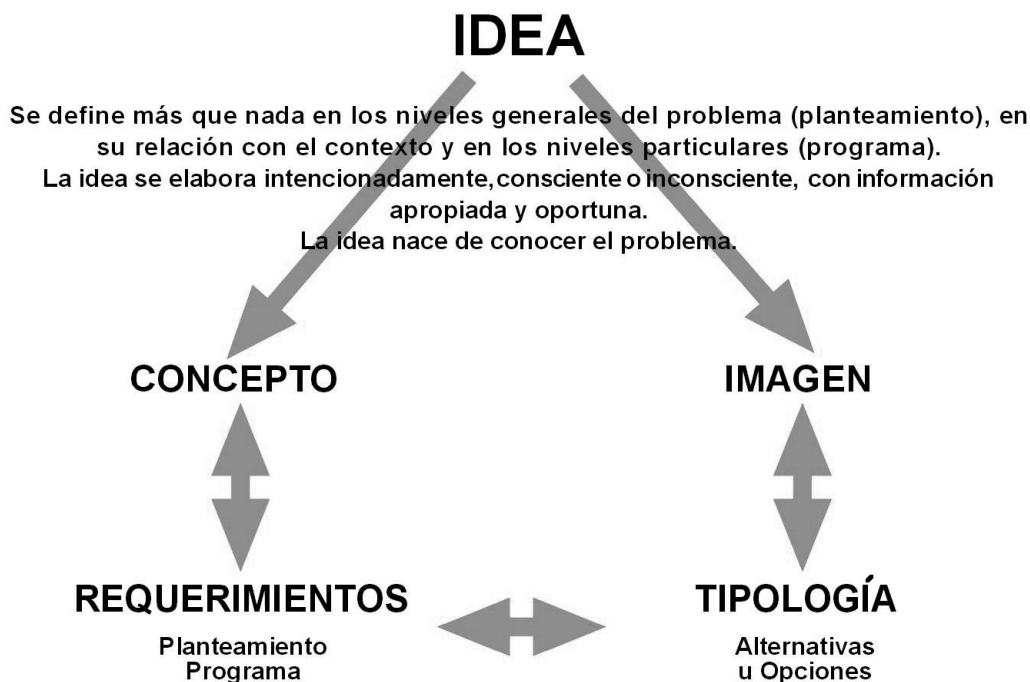 IDEA
Se define más que nada en los niveles generales del problema (planteamiento), en
su relación con el contexto y en los niveles particulares (programa).
La idea se elabora intencionadamente, consciente o inconsciente, con información
apropiada y oportuna.
La idea nace de conocer el problema.
CONCEPTO
IMAGEN
REQUERIMIENTOS
Planteamiento
Programa
TIPOLOGÍA
Alternativas
u Opciones